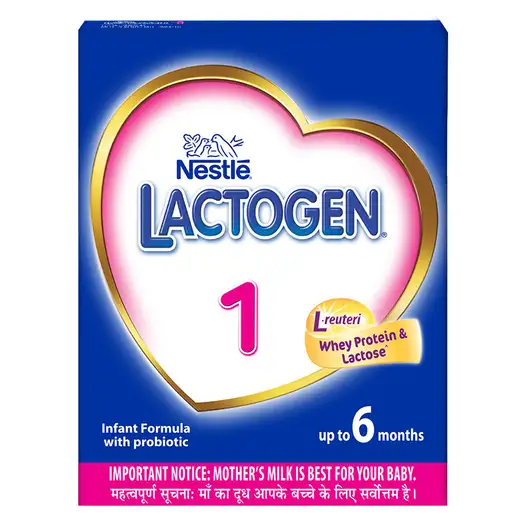 Nestlé
LACTOGEN®
1
L-reuteri
Whey Protein &
Lactose^
Infant Formula
with probiotic
up to 6 months
IMPORTANT NOTICE: MOTHER'S MILK IS BEST FOR YOUR BABY.
महत्वपूर्ण सूचना: माँ का दूध आपके बच्चे के लिए सर्वोत्तम है।